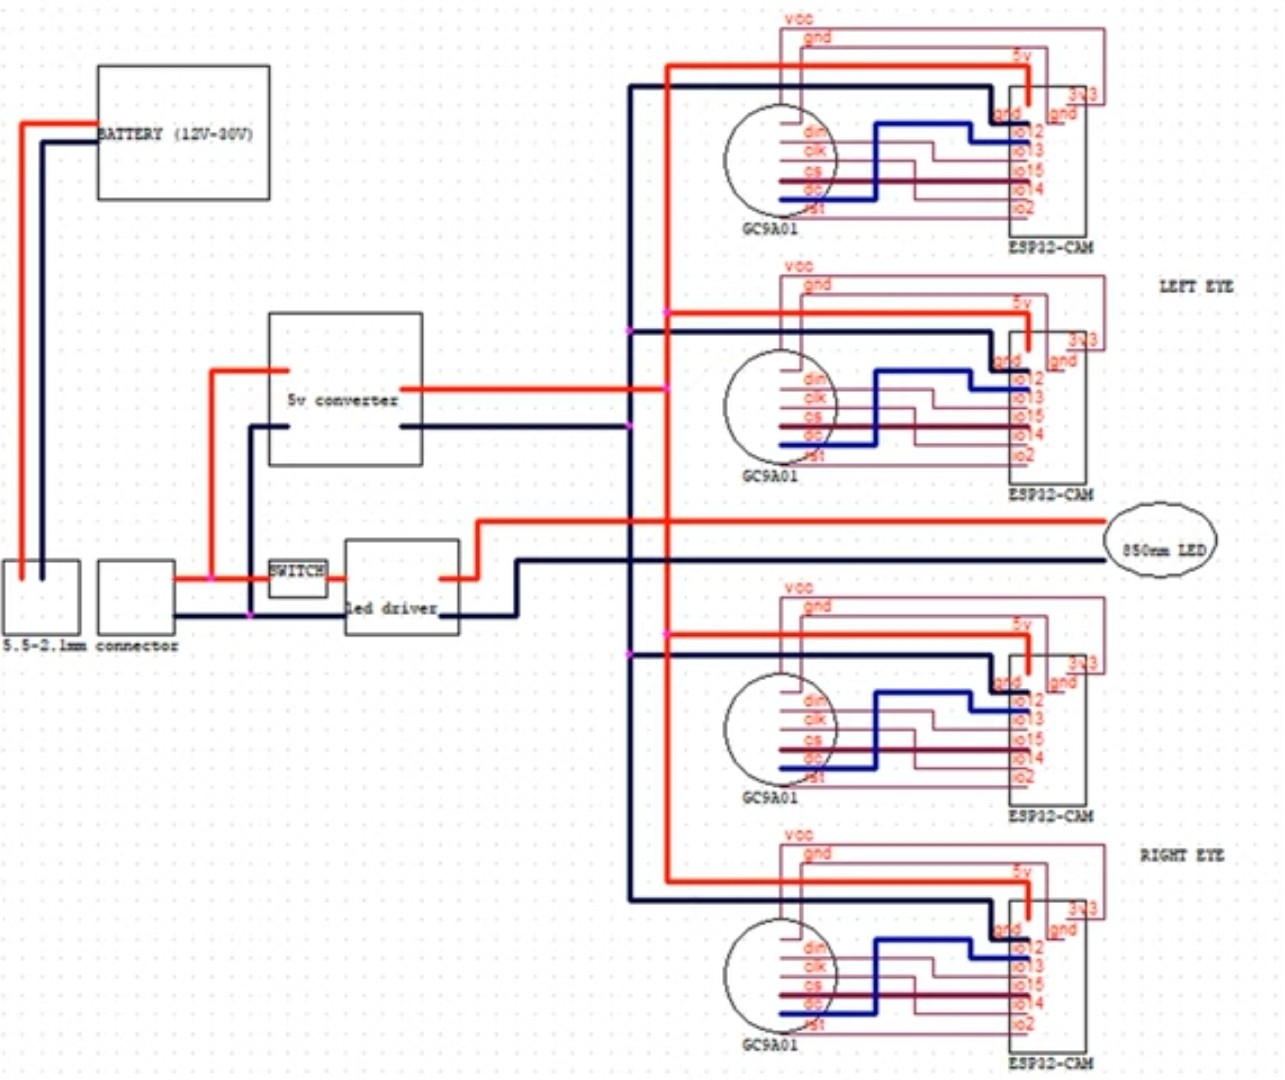 BATTERY (12V-30V)
5v converter
SWITCH
led driver
5.5-2.1mm connector
vcc
gnd
5v
3v3
gnd
gnd
din
io12
clk
io13
cs
io15
dc
io14
rst
io2
GC9A01
ESP32-CAM
LEFT EYE
vcc
gnd
5v
3v3
gnd
gnd
din
io12
clk
io13
cs
io15
dc
io14
rst
io2
GC9A01
ESP32-CAM
850nm LED
vcc
gnd
5v
3v3
gnd
gnd
din
io12
clk
io13
cs
io15
dc
io14
rst
io2
GC9A01
ESP32-CAM
RIGHT EYE
vcc
gnd
5v
3v3
gnd
gnd
din
io12
clk
io13
cs
io15
dc
io14
rst
io2
GC9A01
ESP32-CAM